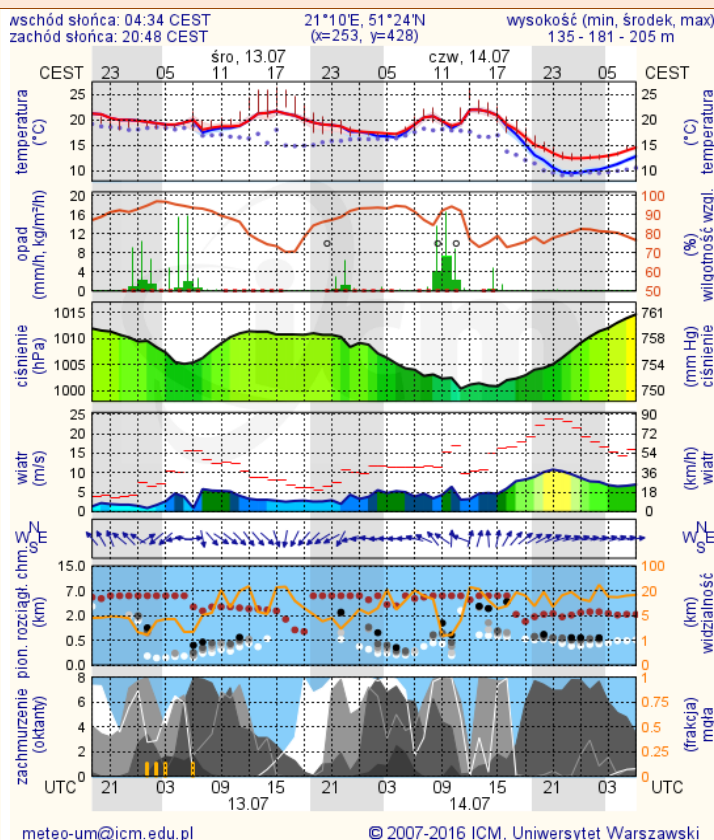 wschód słońca: 04:34 CEST 21°10'E, 51°24'N wysokość (min, środek, max)
zachód słońca: 20:48 CEST (x=253, y=428) 135 - 181 - 205 m
śro, 13.07 czw, 14.07
CEST 23 05 11 17 23 05 11 17 23 05 CEST
temperatura (°C)
25 20 15 10
25 20 15 10
temperatura (°C)
opad (mm/h, kg/m²/h)
20 16 12 8 4 0
100 90 80 70 60 50
wilgotność wzgl. (%)
ciśnienie (hPa)
1015 1010 1005 1000
761 758 754 750
(mm Hg) ciśnienie
wiatr (m/s)
25 20 15 10 5 0
90 72 54 36 18 0
(km/h) wiatr
N W E S
N W E S
pion. rozciągł. chm. (km)
15.0 7.0 2.0 0.5 0.0
100 20 5 1 0
(km) widzialność
zachmurzenie (oktanty)
8 6 4 2 0
1 0.75 0.5 0.25 0
(frakcja) mgła
UTC 21 03 09 15 21 03 09 15 21 03 UTC
13.07 14.07
meteo-um@icm.edu.pl © 2007-2016 ICM, Uniwersytet Warszawski